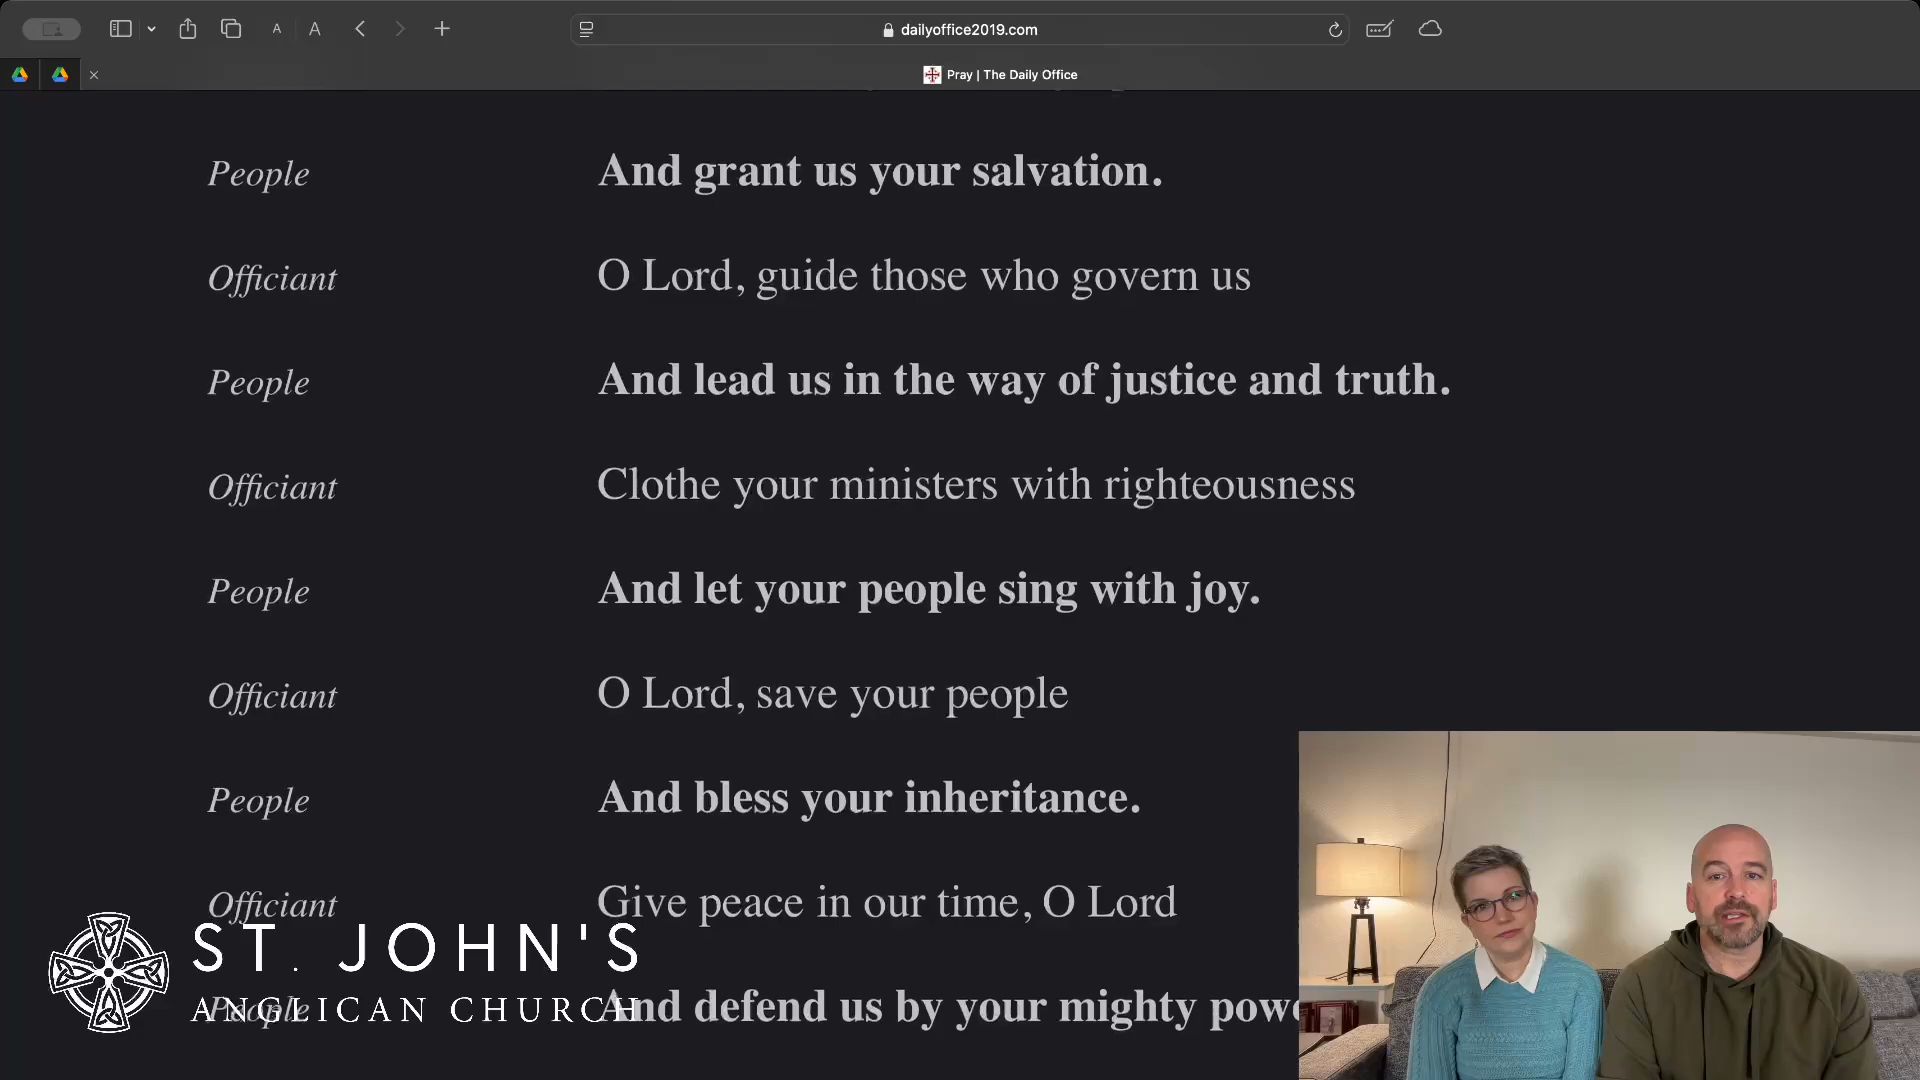 A A
dailyoffice2019.com
Pray | The Daily Office
People And grant us your salvation.
Officiant O Lord, guide those who govern us
People And lead us in the way of justice and truth.
Officiant Clothe your ministers with righteousness
People And let your people sing with joy.
Officiant O Lord, save your people
People And bless your inheritance.
Officiant Give peace in our time, O Lord
People And defend us by your mighty
ST. JOHN'S
ANGLICAN CHURCH